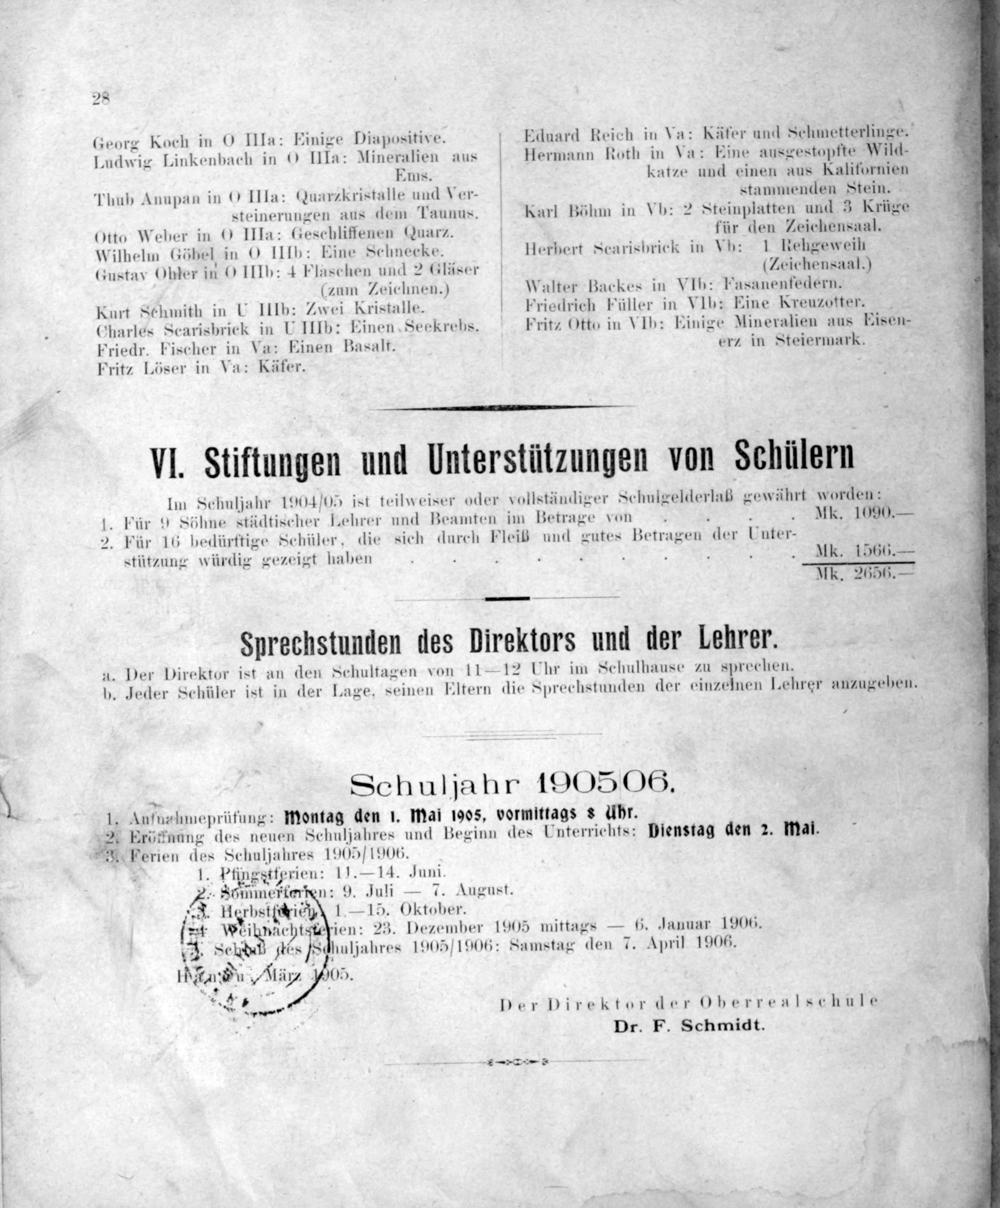 28
Georg Koch in O IIIa: Einige Diapositive.
Ludwig Linkenbach in O IIIa: Mineralien aus
Ems.
Thub Anupan in O IIIa: Quarzkristalle und Ver-
steinerungen aus dem Taunus.
Otto Weber in O IIIa: Geschliffenen Quarz.
Wilhelm Göbel in O IIIb: Eine Schnecke.
Gustav Ohler in O IIIb: 4 Flaschen und 2 Gläser
(zum Zeichnen.)
Kurt Schmith in U IIIb: Zwei Kristalle.
Charles Scarisbrick in U IIIb: Einen Seekrebs.
Friedr. Fischer in Va: Einen Basalt.
Fritz Löser in Va: Käfer.
Eduard Reich in Va: Käfer und Schmetterlinge.
Hermann Roth in Va: Eine ausgestopfte Wild-
katze und einen aus Kalifornien
stammenden Stein.
Karl Böhm in Vb: 2 Steinplatten und 3 Krüge
für den Zeichensaal.
Herbert Scarisbrick in Vb: 1 Rehgeweih
(Zeichensaal.)
Walter Backes in VIb: Fasanenfedern.
Friedrich Füller in VIb: Eine Kreuzotter.
Fritz Otto in VIb: Einige Mineralien aus Eisen-
erz in Steiermark.
VI. Stiftungen und Unterstützungen von Schülern
Im Schuljahr 1904/05 ist teilweiser oder vollständiger Schulgelderlaß gewährt worden:
1. Für 9 Söhne städtischer Lehrer und Beamten im Betrage von . . . . Mk. 1090.—
2. Für 16 bedürftige Schüler, die sich durch Fleiß und gutes Betragen der Unter-
stützung würdig gezeigt haben . . . . . . . . Mk. 1566.—
Mk. 2656.—
Sprechstunden des Direktors und der Lehrer.
a. Der Direktor ist an den Schultagen von 11—12 Uhr im Schulhause zu sprechen.
b. Jeder Schüler ist in der Lage, seinen Eltern die Sprechstunden der einzelnen Lehrer anzugeben.
Schuljahr 190506.
1. Aufnahmeprüfung: Montag den 1. Mai 1905, vormittags 8 Uhr.
2. Eröffnung des neuen Schuljahres und Beginn des Unterrichts: Dienstag den 2. Mai.
3. Ferien des Schuljahres 1905/1906.
1. Pfingstferien: 11.—14. Juni.
2. Sommerferien: 9. Juli — 7. August.
3. Herbstferien, 1.—15. Oktober.
4. Weihnachtsferien: 23. Dezember 1905 mittags — 6. Januar 1906.
5. Schluß des Schuljahres 1905/1906: Samstag den 7. April 1906.
Hanau, März 1905.
Der Direktor der Oberrealschule
Dr. F. Schmidt.